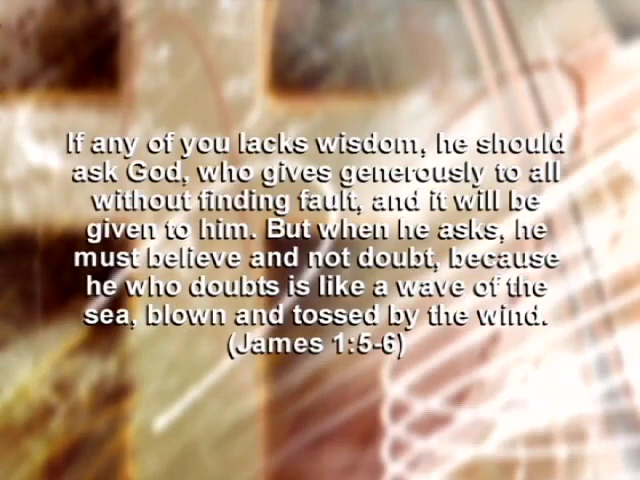 If any of you lacks wisdom, he should
ask God, who gives generously to all
without finding fault, and it will be
given to him. But when he asks, he
must believe and not doubt, because
he who doubts is like a wave of the
sea, blown and tossed by the wind.
(James 1:5-6)